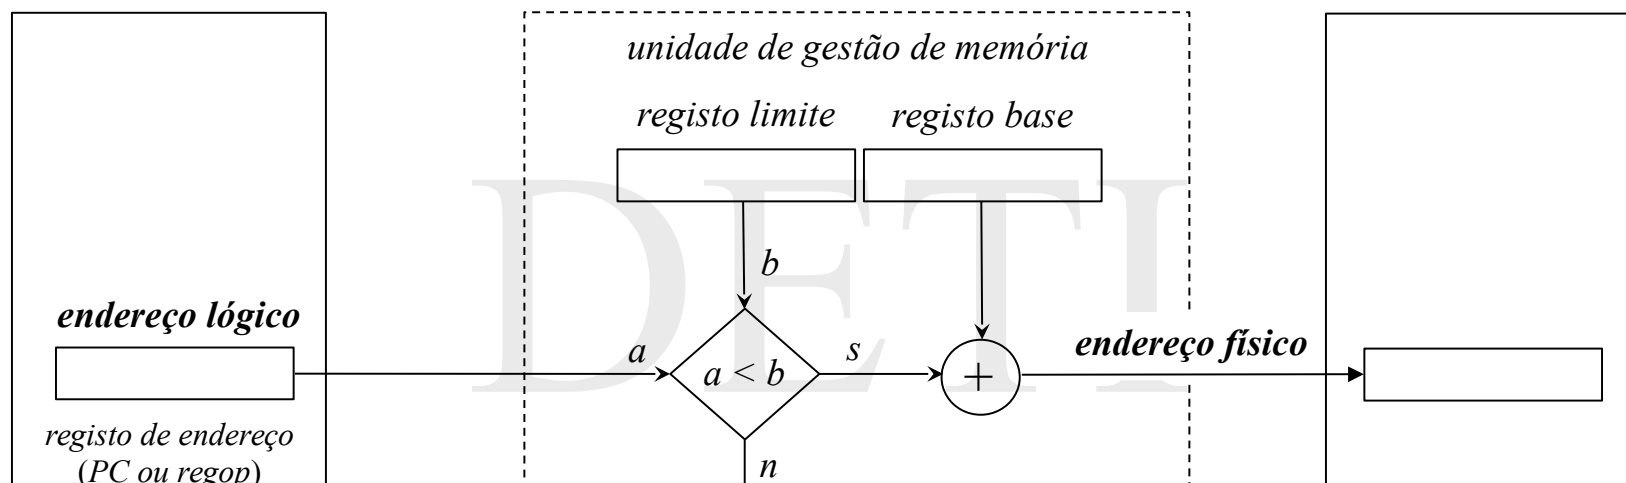 unidade de gestão de memória
registo limite registo base
b
endereço lógico
a
a < b
s
+
endereço físico
registo de endereço
(PC ou regop)
n
DETI